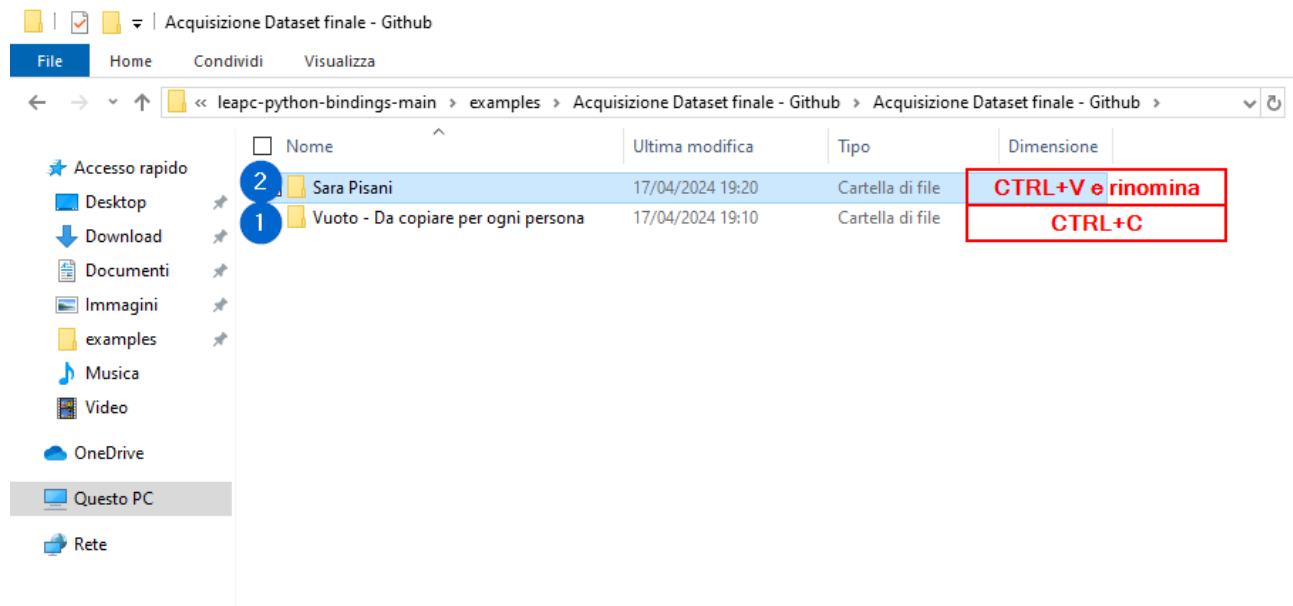 Acquisizione Dataset finale - Github
File Home Condividi Visualizza
« leapc-python-bindings-main › examples › Acquisizione Dataset finale - Github › Acquisizione Dataset finale - Github ›
Nome Ultima modifica Tipo Dimensione
Accesso rapido
Desktop
Download
Documenti
Immagini
examples
Musica
Video
OneDrive
Questo PC
Rete
2 Sara Pisani 17/04/2024 19:20 Cartella di file CTRL+V e rinomina
1 Vuoto - Da copiare per ogni persona 17/04/2024 19:10 Cartella di file CTRL+C